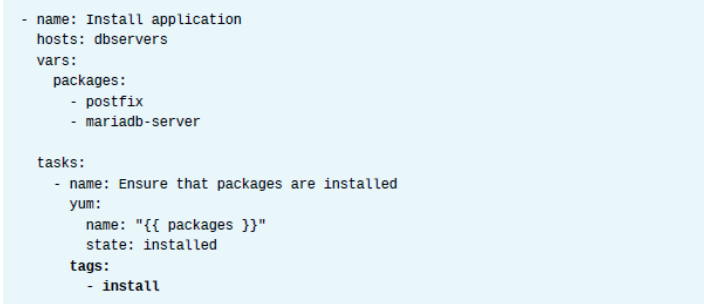 - name: Install application
  hosts: dbservers
  vars:
    packages:
      - postfix
      - mariadb-server

  tasks:
    - name: Ensure that packages are installed
      yum:
        name: "{{ packages }}"
        state: installed
      tags:
        - install